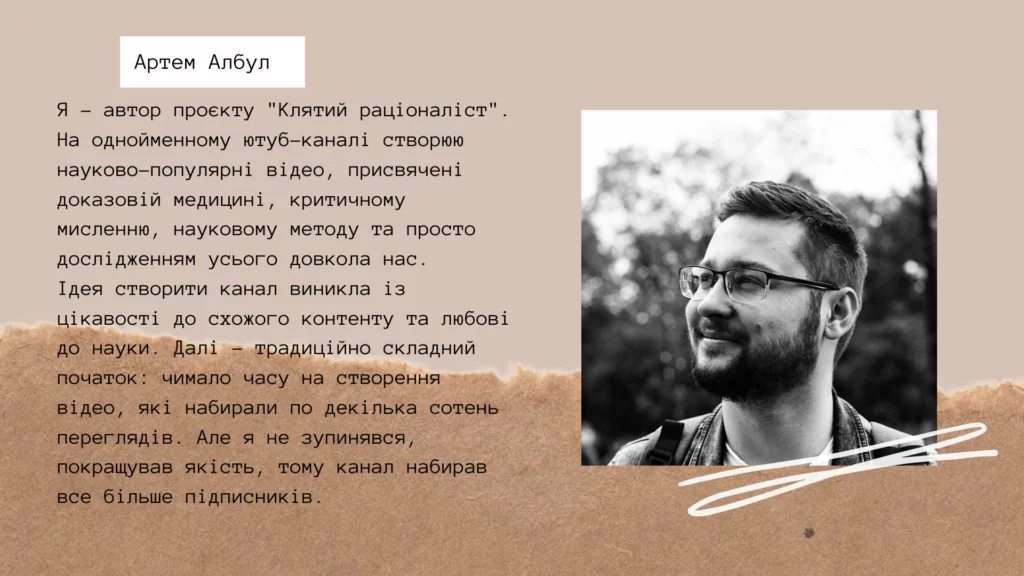 Артем Албул
Я – автор проєкту "Клятий раціоналіст".
На однойменному ютуб-каналі створюю
науково-популярні відео, присвячені
доказовій медицині, критичному
мисленню, науковому методу та просто
дослідженням усього довкола нас.
Ідея створити канал виникла із
цікавості до схожого контенту та любові
до науки. Далі – традиційно складний
початок: чимало часу на створення
відео, які набирали по декілька сотень
переглядів. Але я не зупинявся,
покращував якість, тому канал набирав
все більше підписників.